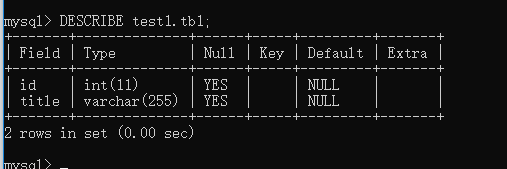 mysql> DESCRIBE test1.tb1;
+-------+--------------+------+-----+---------+-------+
| Field | Type         | Null | Key | Default | Extra |
+-------+--------------+------+-----+---------+-------+
| id    | int(11)      | YES  |     | NULL    |       |
| title | varchar(255) | YES  |     | NULL    |       |
+-------+--------------+------+-----+---------+-------+
2 rows in set (0.00 sec)
mysql> _